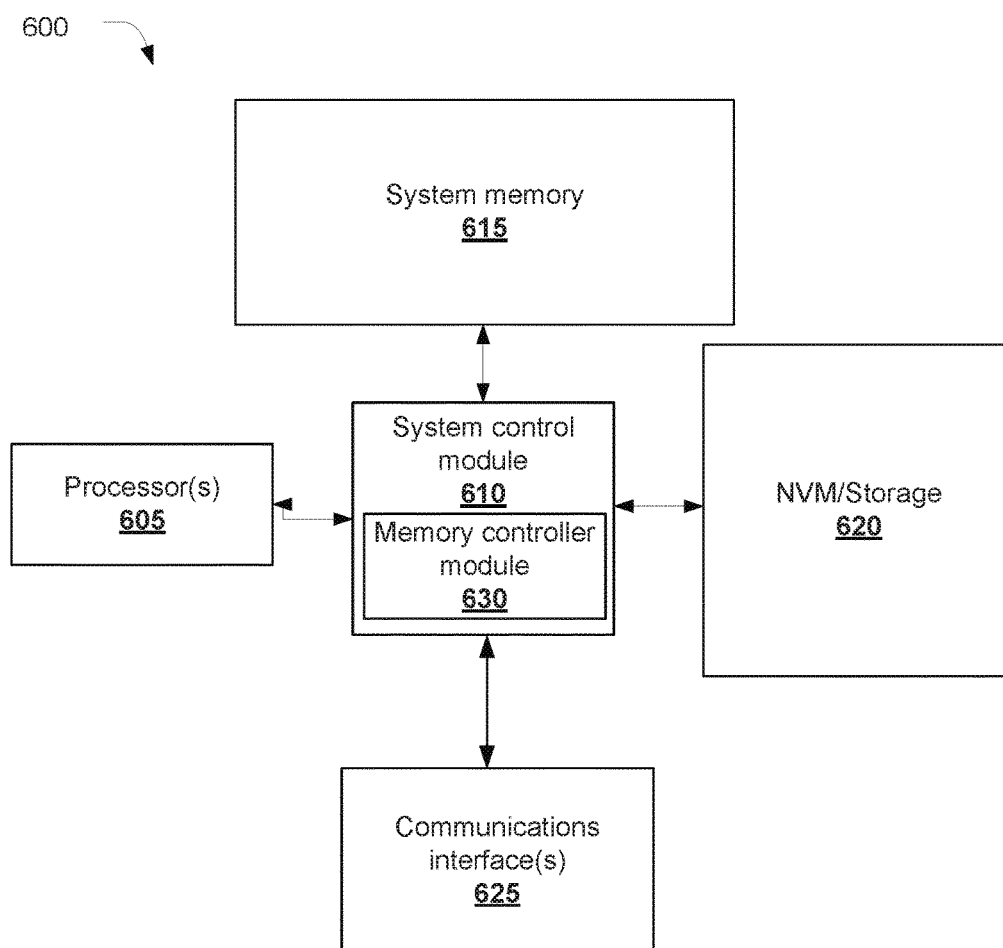 600
System memory
615
System control
module
610
Memory controller
module
630
Processor(s)
605
NVM/Storage
620
Communications
interface(s)
625